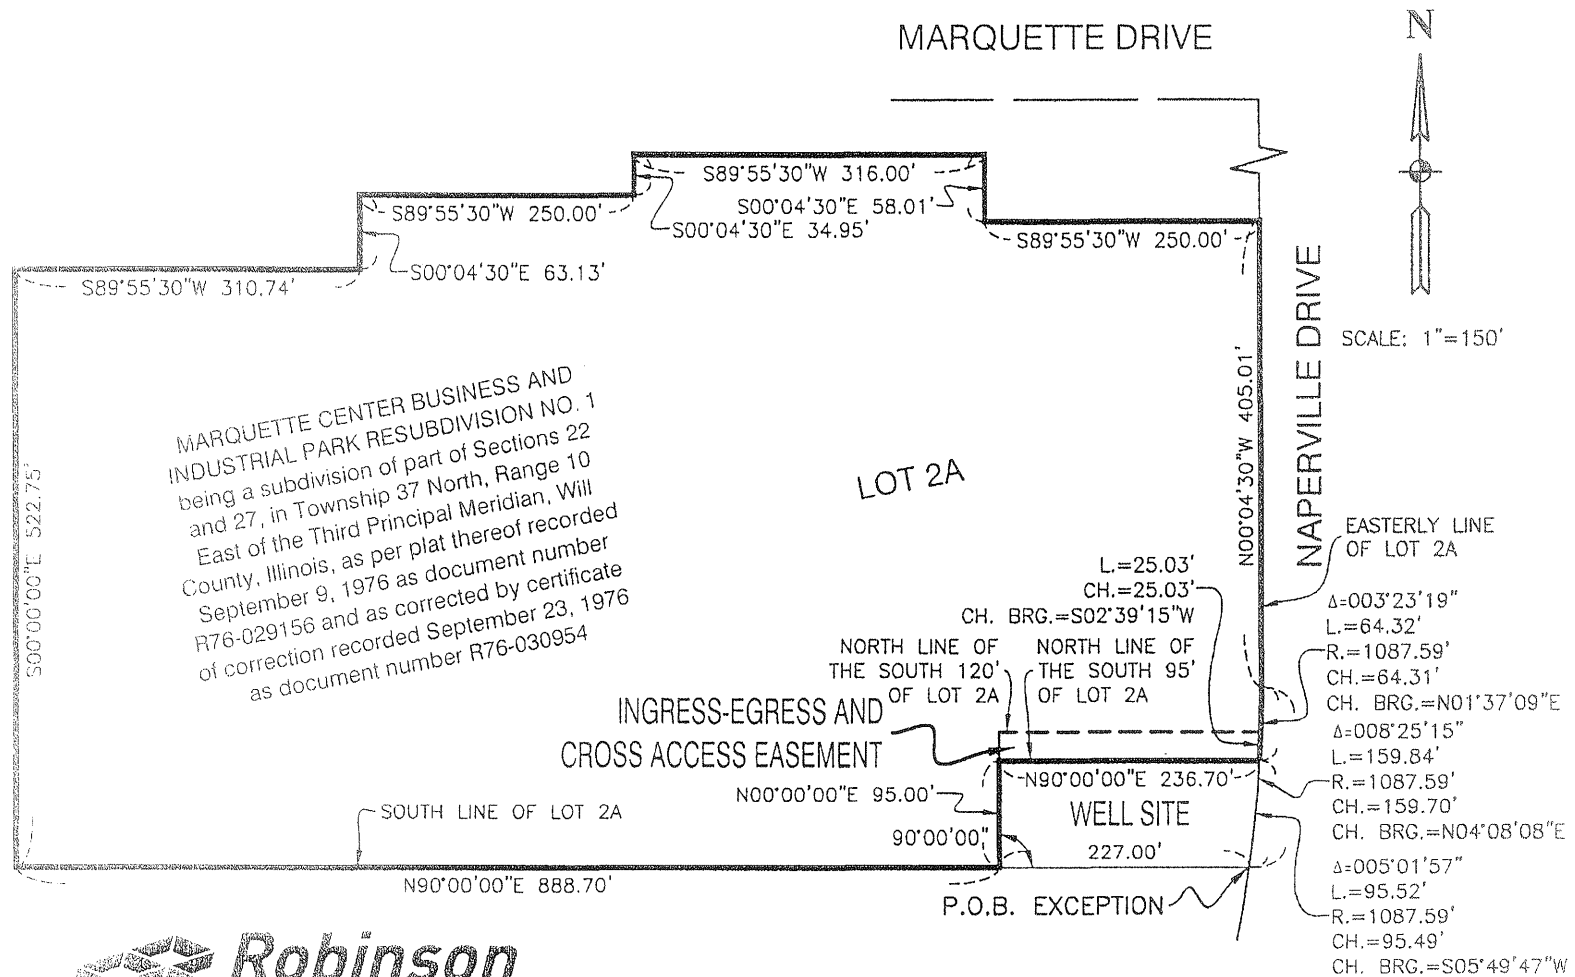 MARQUETTE DRIVE
N
S89°55'30"W 316.00'
S00°04'30"E 58.01'
S89°55'30"W 250.00'
S00°04'30"E 34.95'
S89°55'30"W 250.00'
S00°04'30"E 63.13'
S89°55'30"W 310.74'
NAPERVILLE DRIVE
SCALE: 1"=150'
N00°04'30"W 405.01'
MARQUETTE CENTER BUSINESS AND
INDUSTRIAL PARK RESUBDIVISION NO. 1
being a subdivision of part of Sections 22
and 27, in Township 37 North, Range 10
East of the Third Principal Meridian, Will
County, Illinois, as per plat thereof recorded
September 9, 1976 as document number
R76-029156 and as corrected by certificate
of correction recorded September 23, 1976
as document number R76-030954
S00°00'00"E 522.75'
LOT 2A
EASTERLY LINE
OF LOT 2A
L.=25.03'
CH.=25.03'
CH. BRG.=S02°39'15"W
Δ=003°23'19"
L.=64.32'
R.=1087.59'
CH.=64.31'
CH. BRG.=N01°37'09"E
NORTH LINE OF
THE SOUTH 120'
OF LOT 2A
NORTH LINE OF
THE SOUTH 95'
OF LOT 2A
INGRESS-EGRESS AND
CROSS ACCESS EASEMENT
Δ=008°25'15"
L.=159.84'
R.=1087.59'
CH.=159.70'
CH. BRG.=N04°08'08"E
N90°00'00"E 236.70'
N00°00'00"E 95.00'
WELL SITE
SOUTH LINE OF LOT 2A
90°00'00"
227.00'
N90°00'00"E 888.70'
P.O.B. EXCEPTION
Δ=005°01'57"
L.=95.52'
R.=1087.59'
CH.=95.49'
CH. BRG.=S05°49'47"W
Robinson